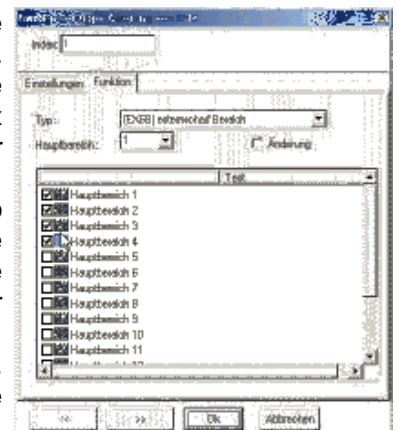 Index: 1
Einstellungen Funktion
Typ:
Hauptbereich: 1 Änderung
Text
Hauptbereich 1
Hauptbereich 2
Hauptbereich 3
Hauptbereich 4
Hauptbereich 5
Hauptbereich 6
Hauptbereich 7
Hauptbereich 8
Hauptbereich 9
Hauptbereich 10
Hauptbereich 11
<< >> Ok Abbrechen